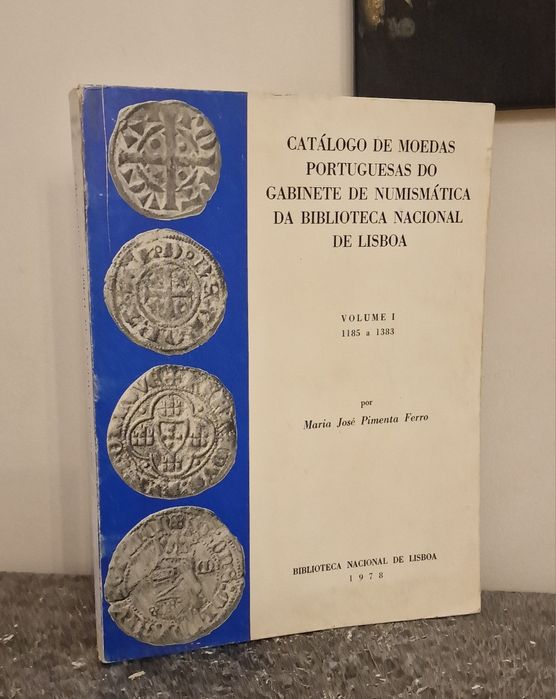 CATÁLOGO DE MOEDAS
PORTUGUESAS DO
GABINETE DE NUMISMÁTICA
DA BIBLIOTECA NACIONAL
DE LISBOA
VOLUME I
1185 a 1383
por
Maria José Pimenta Ferro
BIBLIOTECA NACIONAL DE LISBOA
1978